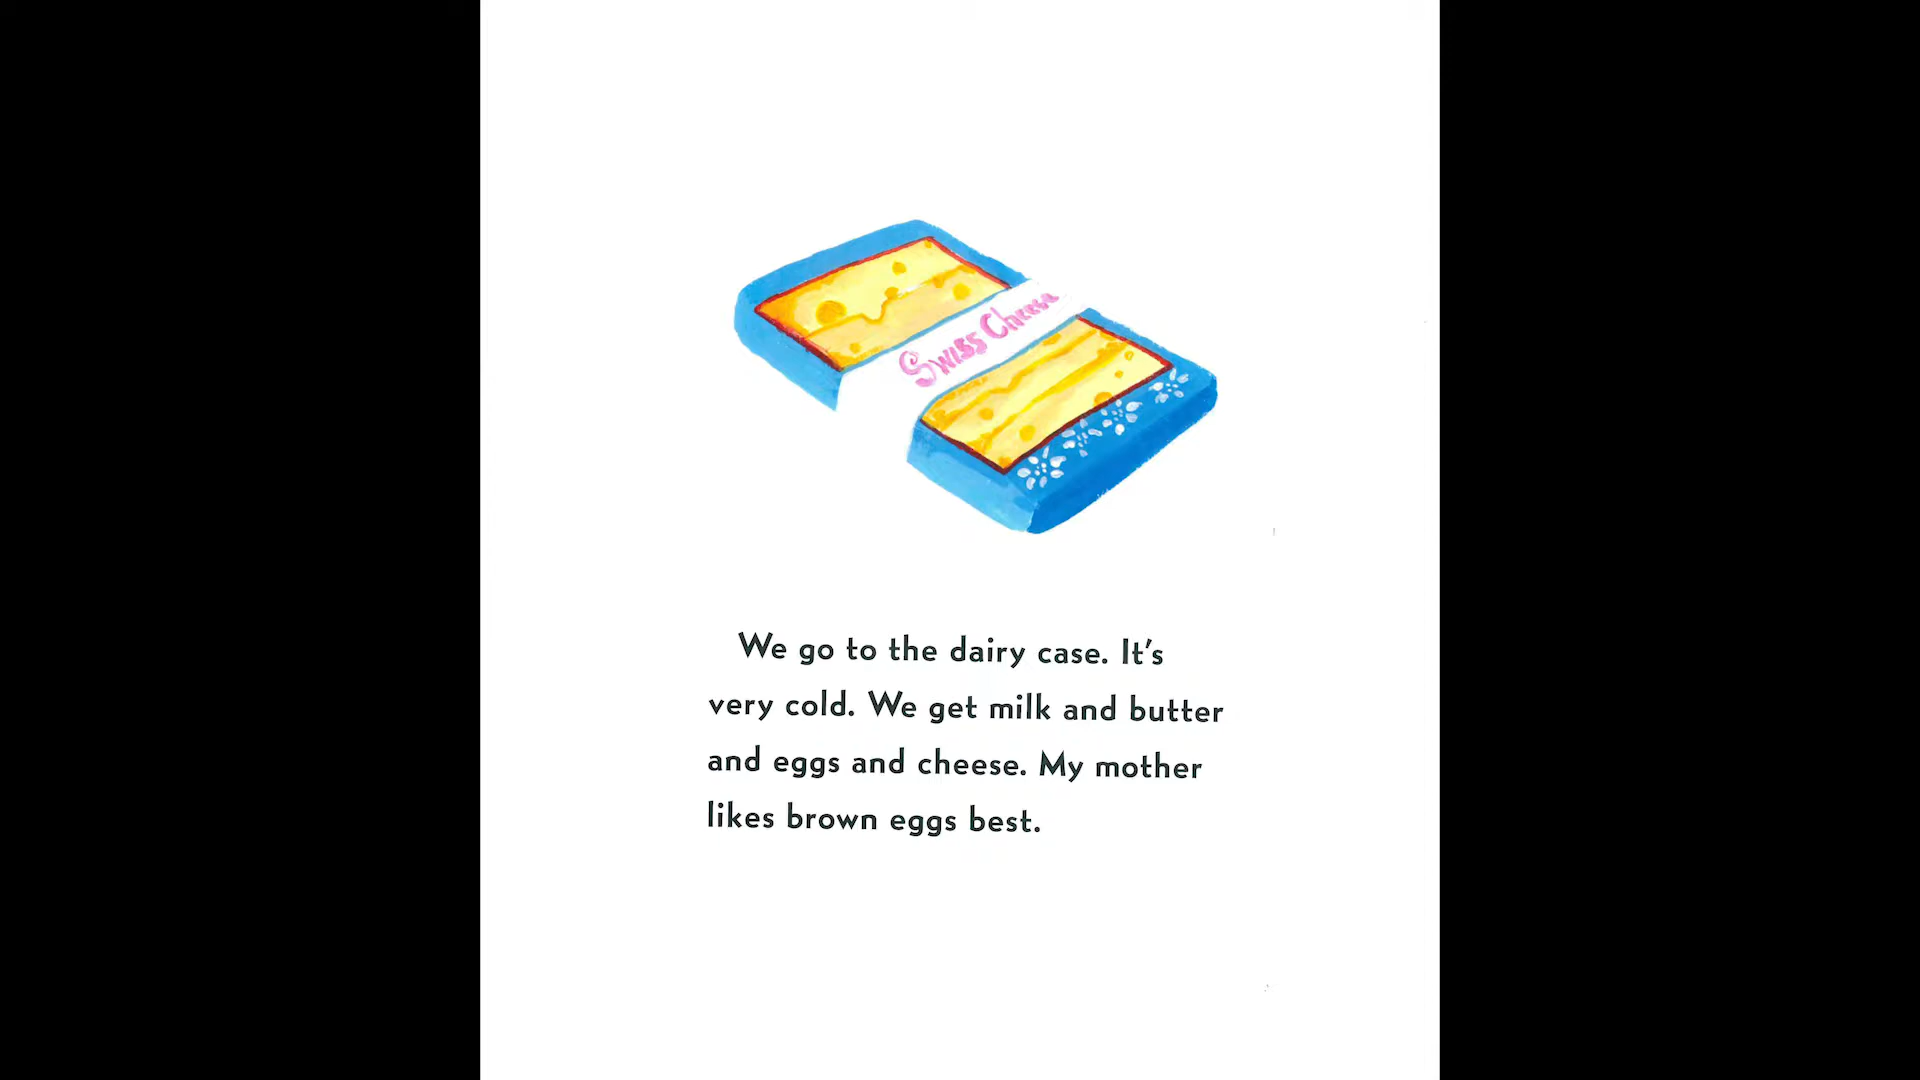 Swiss Cheese
We go to the dairy case. It's
very cold. We get milk and butter
and eggs and cheese. My mother
likes brown eggs best.